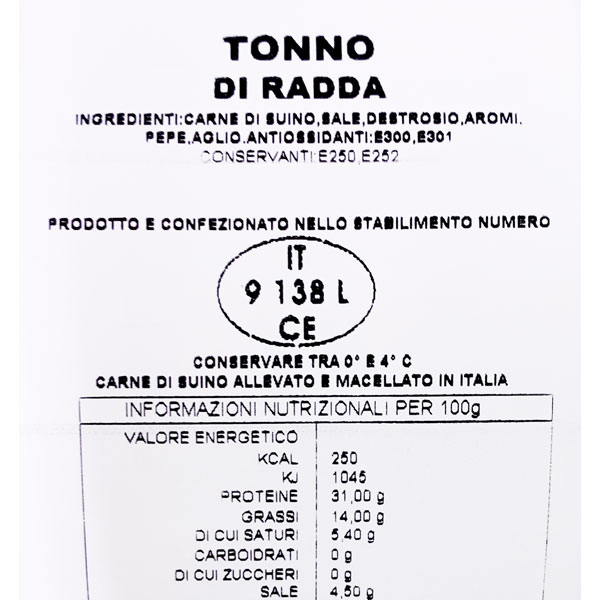 TONNO
DI RADDA
INGREDIENTI:CARNE DI SUINO,SALE,DESTROSIO,AROMI.
PEPE,AGLIO.ANTIOSSIDANTI:E300,E301
CONSERVANTI:E250,E252
PRODOTTO E CONFEZIONATO NELLO STABILIMENTO NUMERO
IT
9 138 L
CE
CONSERVARE TRA 0° E 4° C
CARNE DI SUINO ALLEVATO E MACELLATO IN ITALIA
INFORMAZIONI NUTRIZIONALI PER 100g
VALORE ENERGETICO
KCAL 250
KJ 1045
PROTEINE 31,00 g
GRASSI 14,00 g
DI CUI SATURI 5,40 g
CARBOIDRATI 0 g
DI CUI ZUCCHERI 0 g
SALE 4,50 g